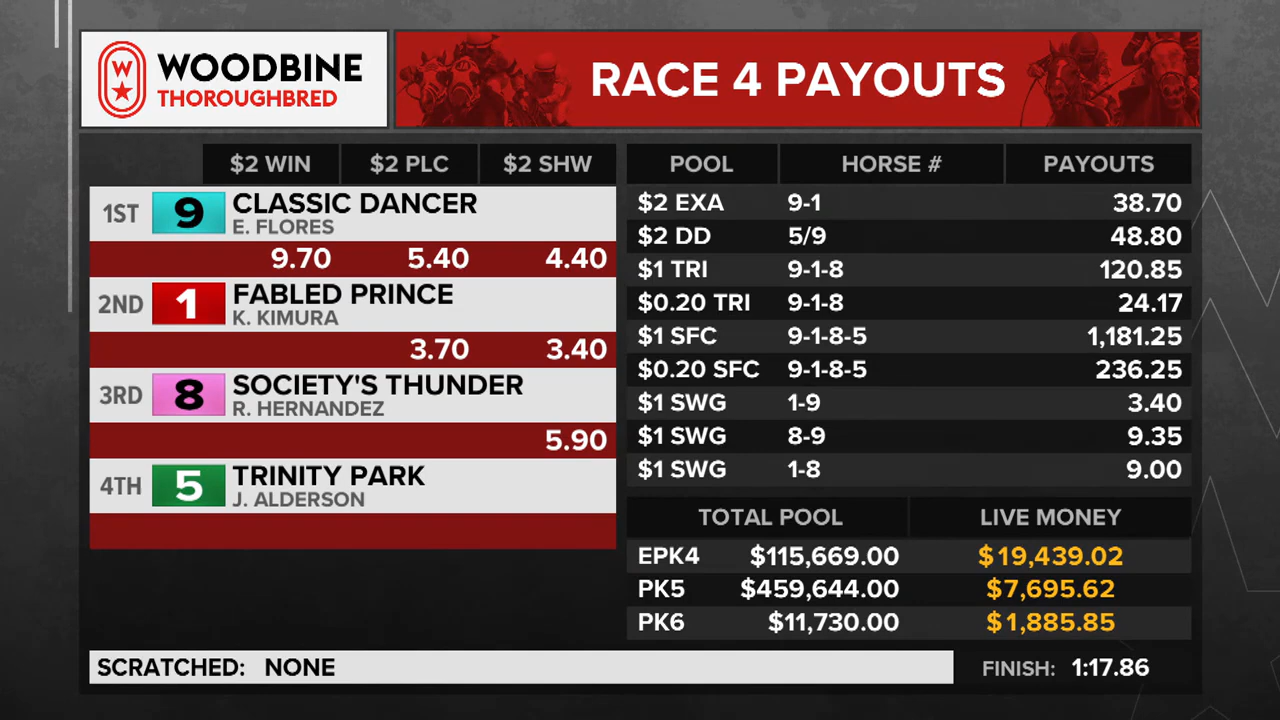 W
WOODBINE
THOROUGHBRED
RACE 4 PAYOUTS
$2 WIN $2 PLC $2 SHW
1ST 9 CLASSIC DANCER
E. FLORES
9.70 5.40 4.40
2ND 1 FABLED PRINCE
K. KIMURA
3.70 3.40
3RD 8 SOCIETY'S THUNDER
R. HERNANDEZ
5.90
4TH 5 TRINITY PARK
J. ALDERSON
POOL HORSE # PAYOUTS
$2 EXA 9-1 38.70
$2 DD 5/9 48.80
$1 TRI 9-1-8 120.85
$0.20 TRI 9-1-8 24.17
$1 SFC 9-1-8-5 1,181.25
$0.20 SFC 9-1-8-5 236.25
$1 SWG 1-9 3.40
$1 SWG 8-9 9.35
$1 SWG 1-8 9.00
TOTAL POOL LIVE MONEY
EPK4 $115,669.00 $19,439.02
PK5 $459,644.00 $7,695.62
PK6 $11,730.00 $1,885.85
SCRATCHED: NONE
FINISH: 1:17.86